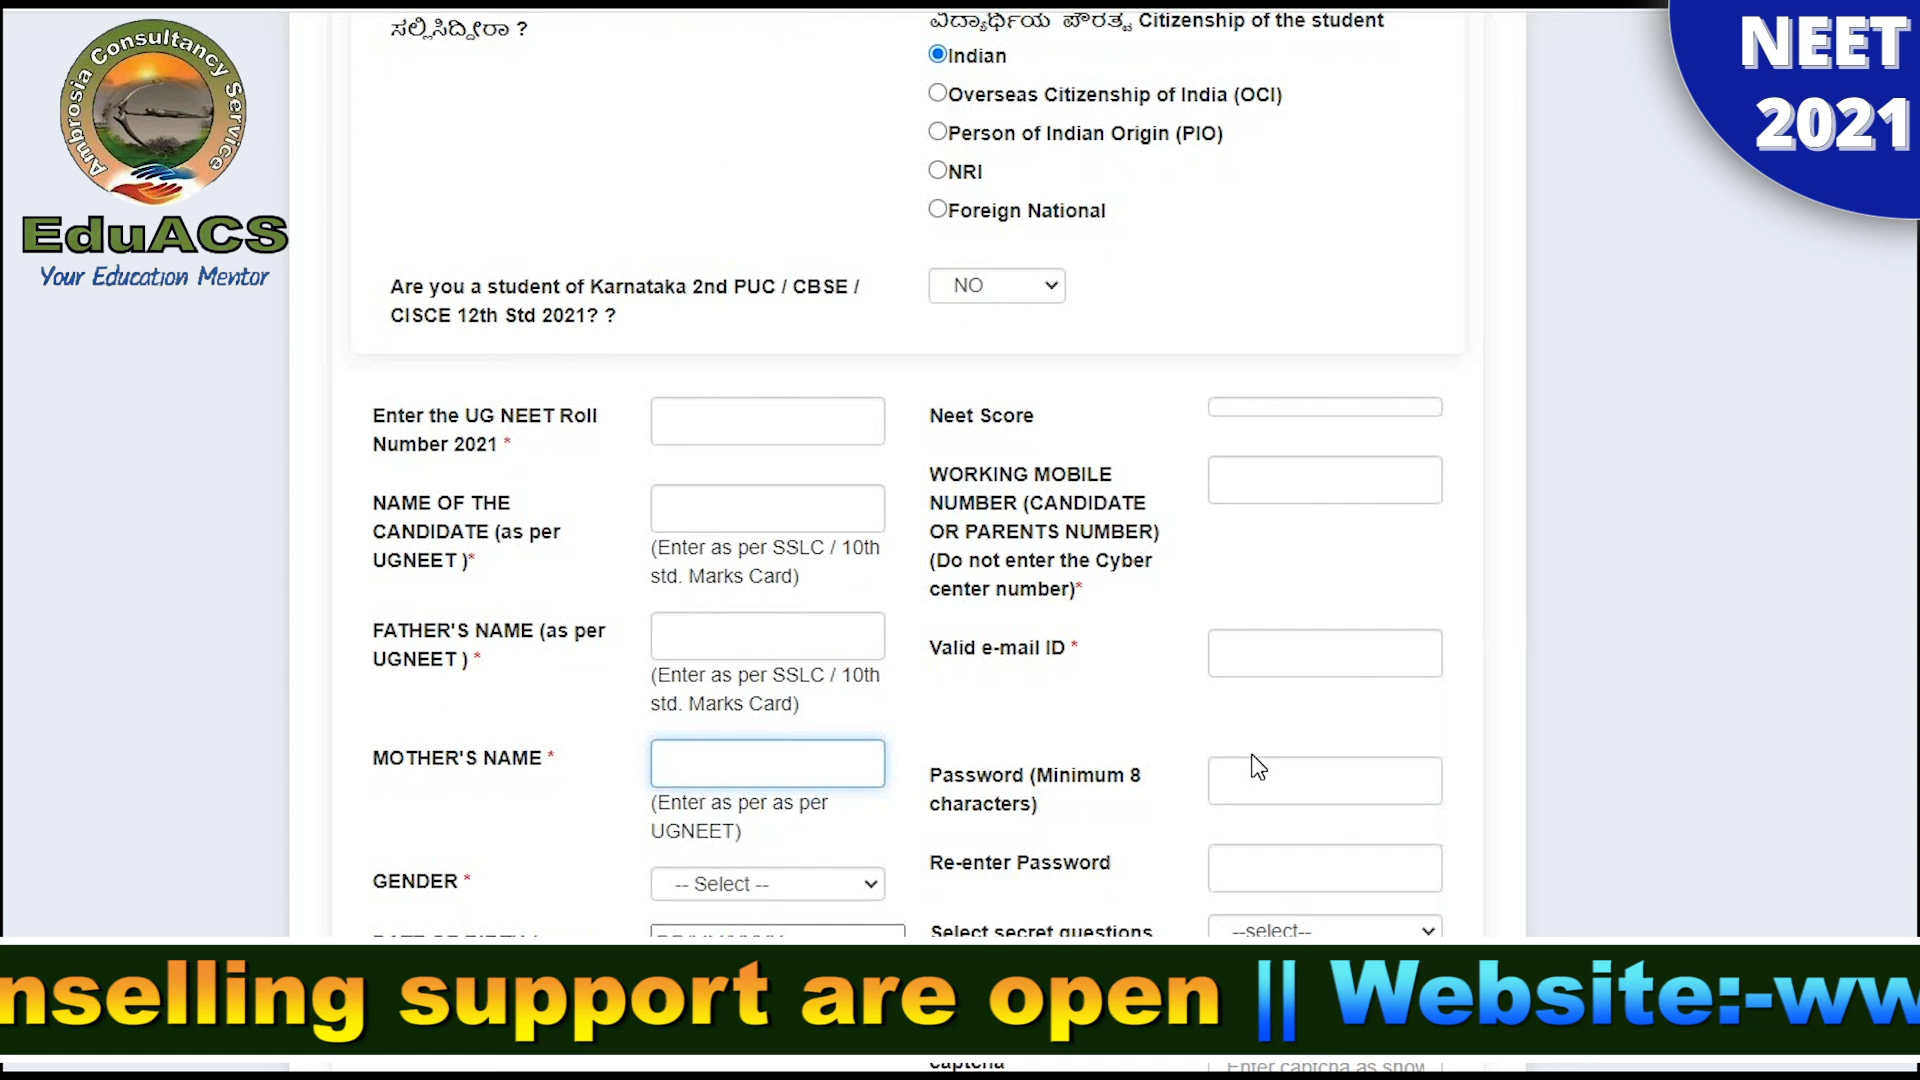 Ambrosia Consultancy Service
EduACS
Your Education Mentor
NEET
2021
ಸಲ್ಲಿಸಿದ್ದೀರಾ ?
ವಿದ್ಯಾರ್ಥಿಯ ಪೌರತ್ವ Citizenship of the student
Indian
Overseas Citizenship of India (OCI)
Person of Indian Origin (PIO)
NRI
Foreign National
Are you a student of Karnataka 2nd PUC / CBSE /
CISCE 12th Std 2021? ?
NO
Enter the UG NEET Roll
Number 2021 *
NAME OF THE
CANDIDATE (as per
UGNEET )*
(Enter as per SSLC / 10th
std. Marks Card)
FATHER'S NAME (as per
UGNEET ) *
(Enter as per SSLC / 10th
std. Marks Card)
MOTHER'S NAME *
(Enter as per as per
UGNEET)
GENDER *
-- Select --
Neet Score
WORKING MOBILE
NUMBER (CANDIDATE
OR PARENTS NUMBER)
(Do not enter the Cyber
center number)*
Valid e-mail ID *
Password (Minimum 8
characters)
Re-enter Password
Select secret questions
--select--
nselling support are open || Website:-ww
captcha
Enter captcha as show